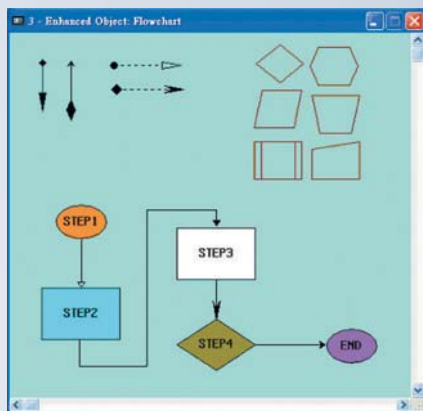 3 - Enhanced Object: Flowchart
STEP1
STEP2
STEP3
STEP4
END